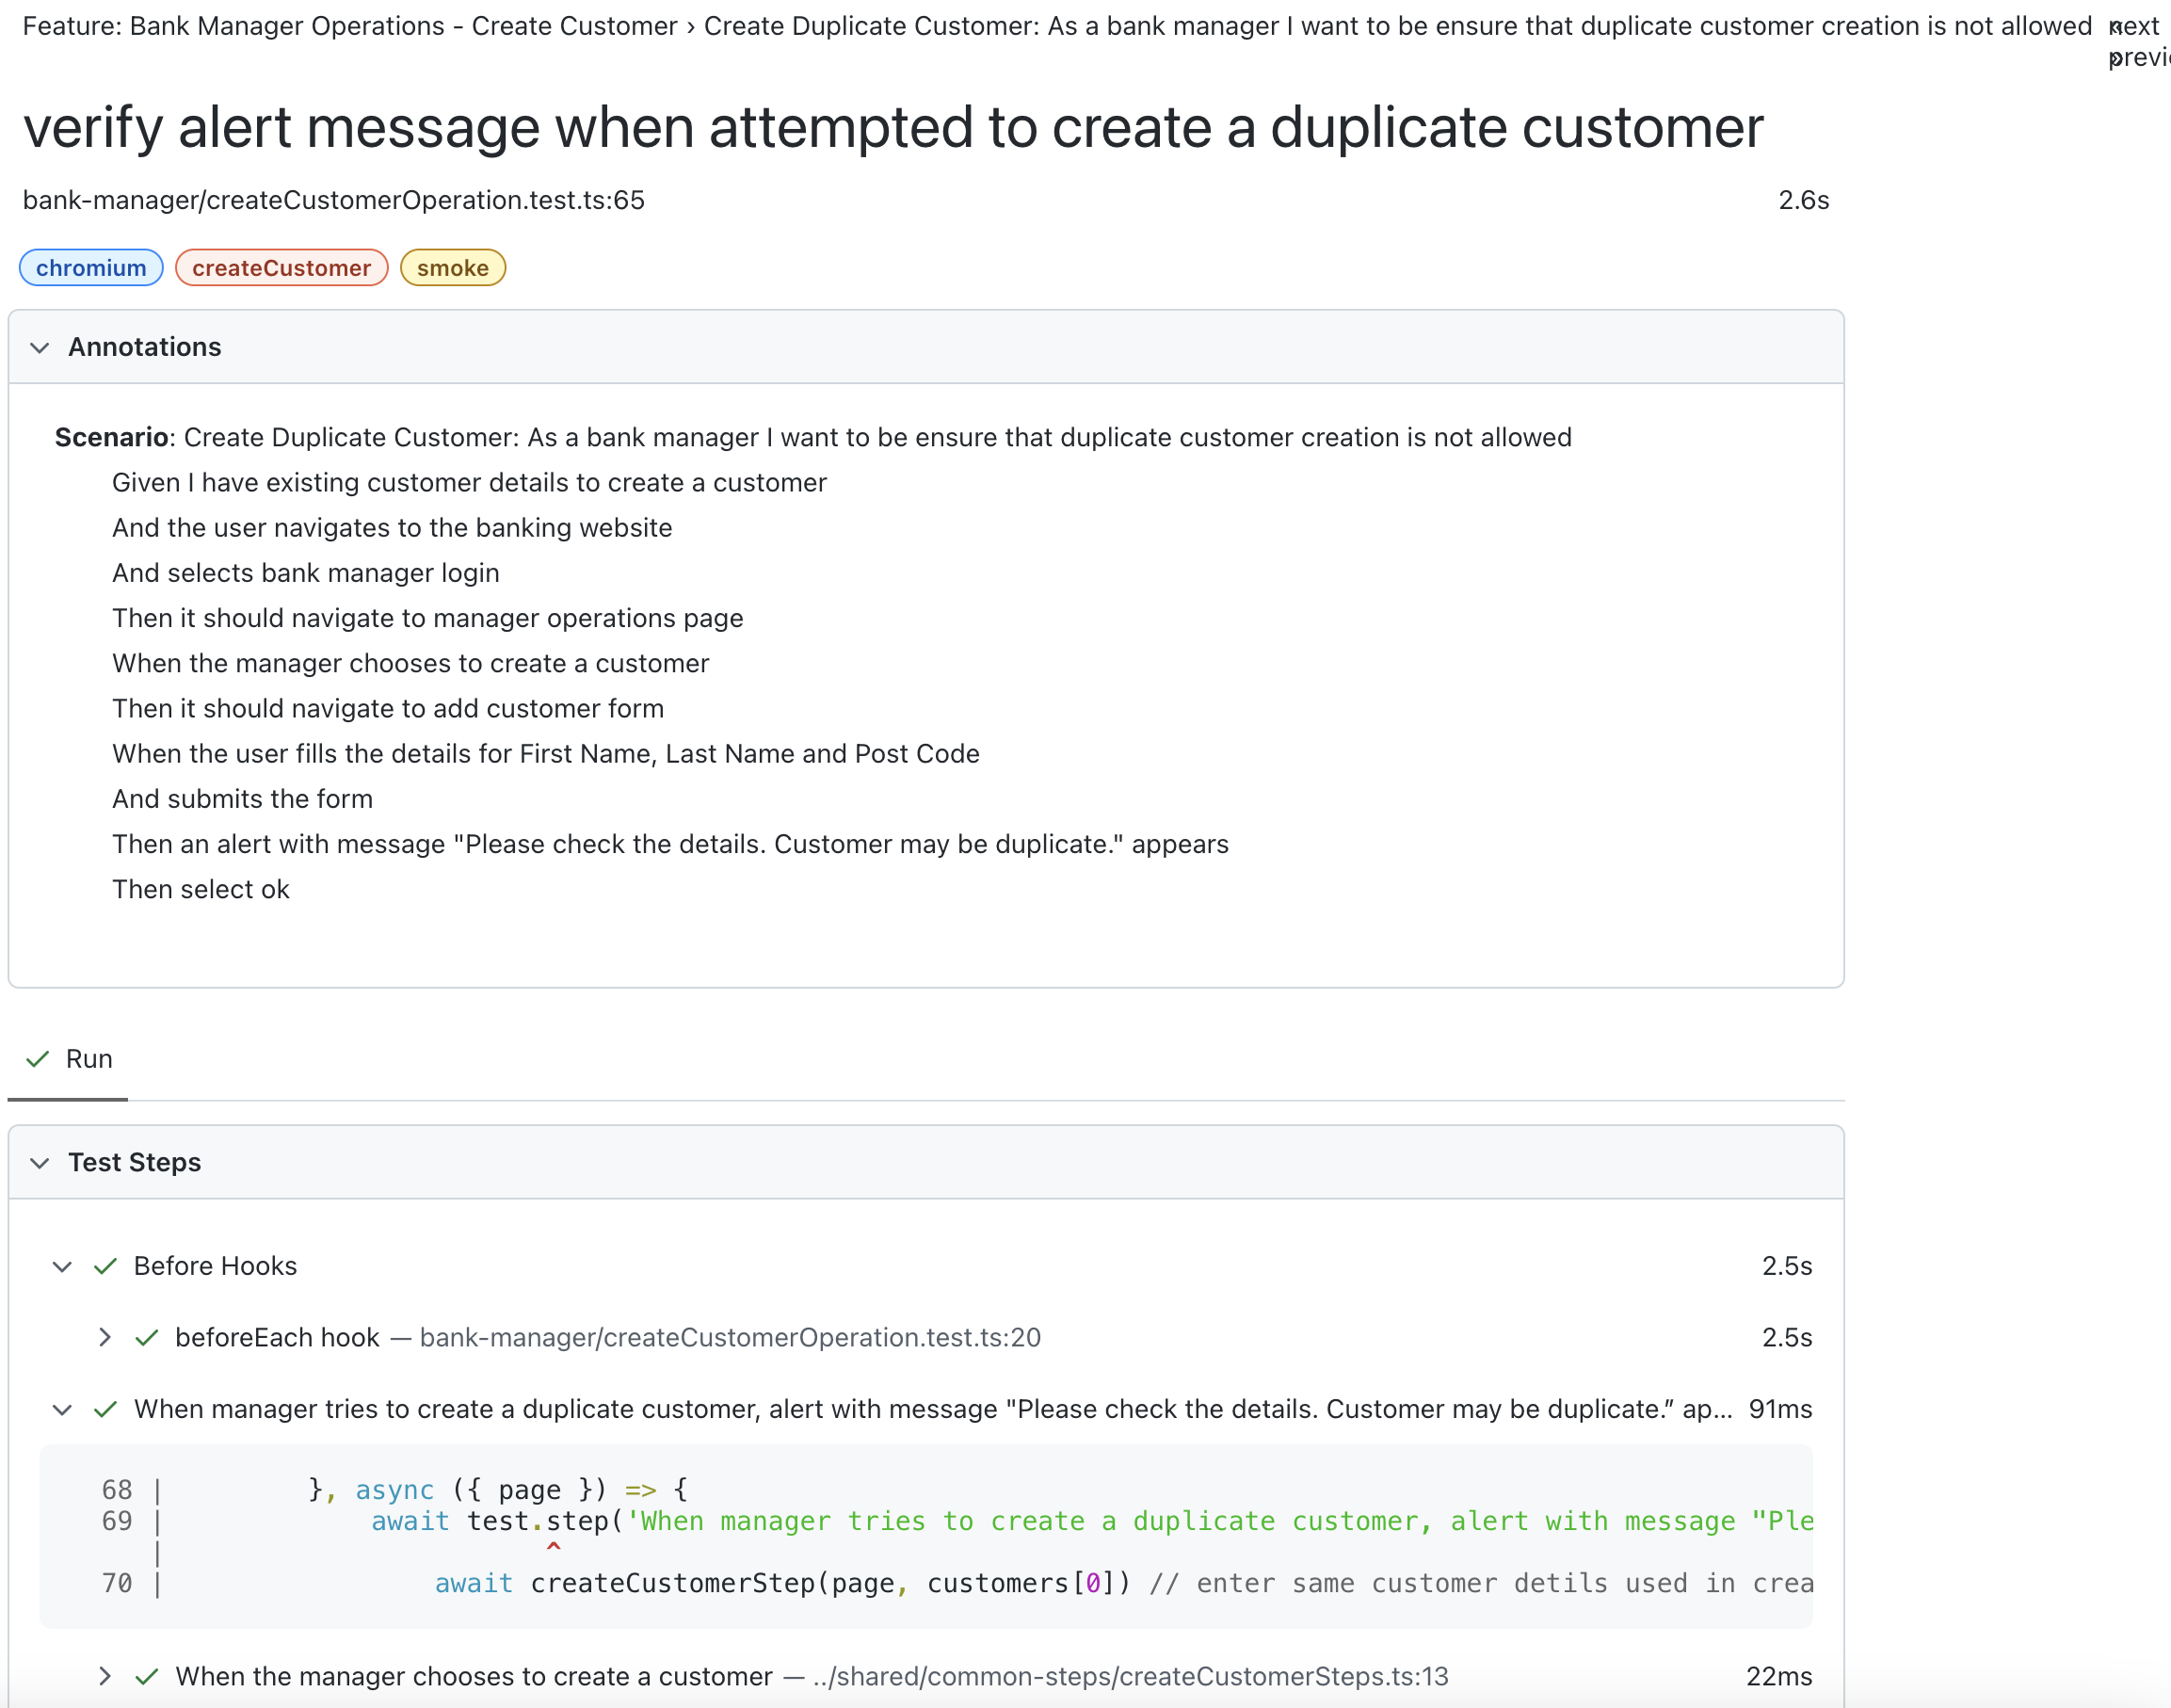 Feature: Bank Manager Operations - Create Customer › Create Duplicate Customer: As a bank manager I want to be ensure that duplicate customer creation is not allowed
next
previ
verify alert message when attempted to create a duplicate customer
bank-manager/createCustomerOperation.test.ts:65 2.6s
chromium createCustomer smoke
Annotations
Scenario: Create Duplicate Customer: As a bank manager I want to be ensure that duplicate customer creation is not allowed
Given I have existing customer details to create a customer
And the user navigates to the banking website
And selects bank manager login
Then it should navigate to manager operations page
When the manager chooses to create a customer
Then it should navigate to add customer form
When the user fills the details for First Name, Last Name and Post Code
And submits the form
Then an alert with message "Please check the details. Customer may be duplicate." appears
Then select ok
Run
Test Steps
Before Hooks 2.5s
beforeEach hook — bank-manager/createCustomerOperation.test.ts:20 2.5s
When manager tries to create a duplicate customer, alert with message "Please check the details. Customer may be duplicate.” ap... 91ms
68 | }, async ({ page }) => {
69 | await test.step('When manager tries to create a duplicate customer, alert with message "Ple
| ^
70 | await createCustomerStep(page, customers[0]) // enter same customer detils used in crea
When the manager chooses to create a customer — ../shared/common-steps/createCustomerSteps.ts:13 22ms